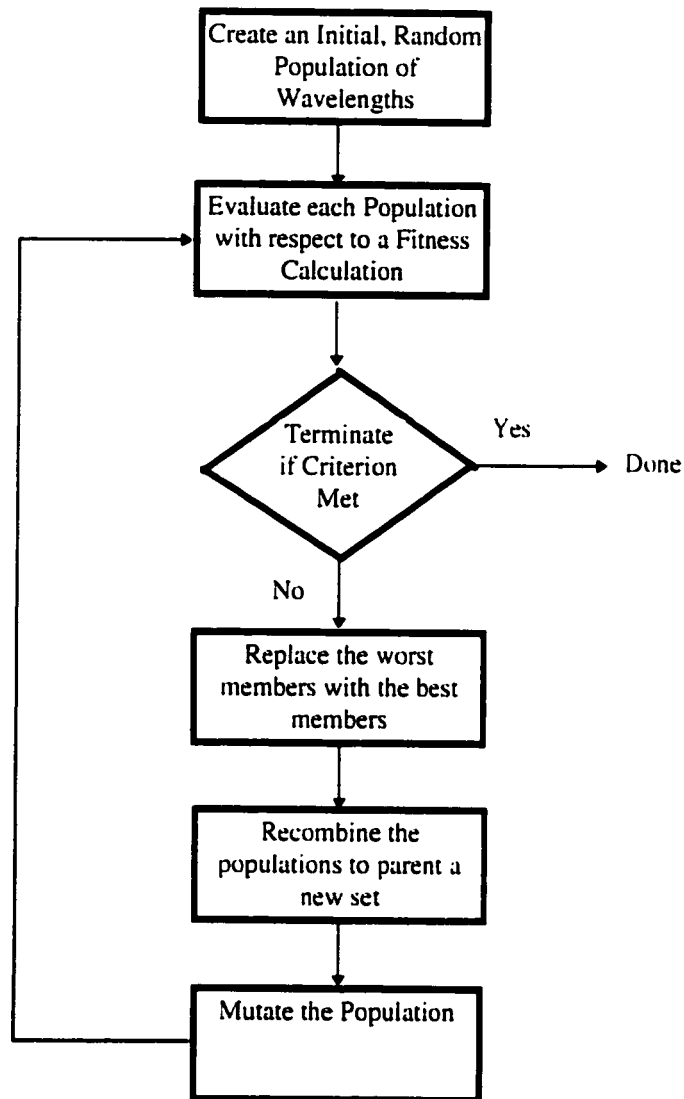 Create an Initial, Random
Population of
Wavelengths
Evaluate each Population
with respect to a Fitness
Calculation
Terminate
if Criterion
Met
Yes
Done
No
Replace the worst
members with the best
members
Recombine the
populations to parent a
new set
Mutate the Population